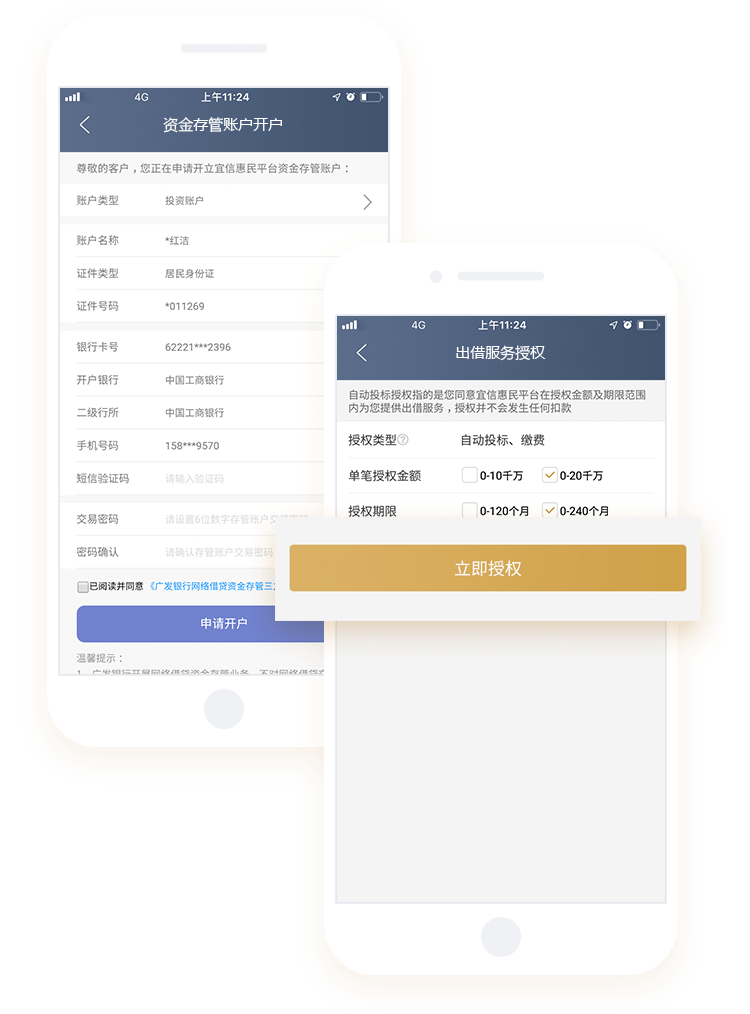 4G 上午11:24
资金存管账户开户
尊敬的客户，您正在申请开立宜信惠民平台资金存管账户：
账户类型 投资账户
账户名称 *红洁
证件类型 居民身份证
证件号码 *011269
银行卡号 62221***2396
开户银行 中国工商银行
二级行所 中国工商银行
手机号码 158***9570
短信验证码 请输入验证码
交易密码 请设置6位数字存管账户交易密码
密码确认 请确认存管账户交易密码
已阅读并同意《广发银行网络借贷资金存管三
申请开户
温馨提示：
1、广发银行开展网络借贷资金存管业务，不对网络借贷交
4G 上午11:24
出借服务授权
自动投标授权指的是您同意宜信惠民平台在授权金额及期限范围
内为您提供出借服务，授权并不会发生任何扣款
授权类型? 自动投标、缴费
单笔授权金额 0-10千万 0-20千万
授权期限 0-120个月 0-240个月
立即授权